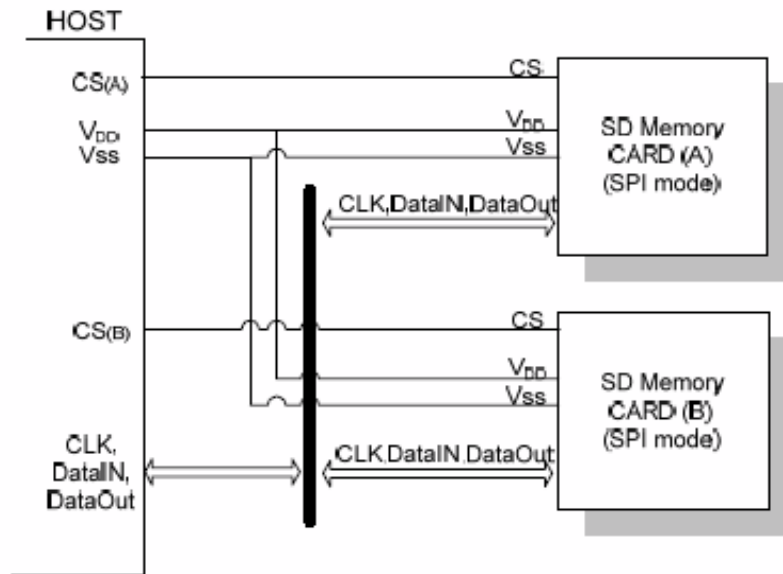 HOST
CS(A)
VDD
Vss
CS
VDD
Vss
SD Memory
CARD (A)
(SPI mode)
CLK,DataIN,DataOut
CS(B)
CS
VDD
Vss
SD Memory
CARD (B)
(SPI mode)
CLK,
DataIN,
DataOut
CLK,DataIN,DataOut